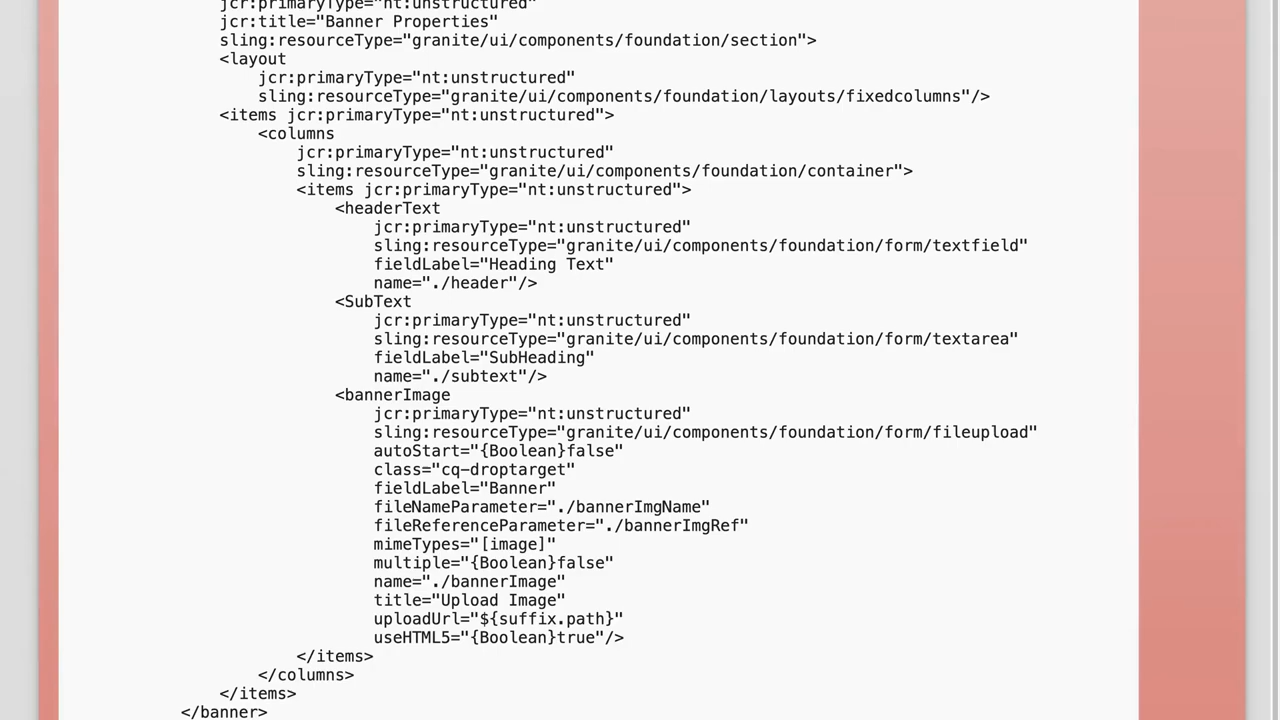 jcr:primaryType="nt:unstructured"
jcr:title="Banner Properties"
sling:resourceType="granite/ui/components/foundation/section">
<layout
jcr:primaryType="nt:unstructured"
sling:resourceType="granite/ui/components/foundation/layouts/fixedcolumns"/>
<items jcr:primaryType="nt:unstructured">
<columns
jcr:primaryType="nt:unstructured"
sling:resourceType="granite/ui/components/foundation/container">
<items jcr:primaryType="nt:unstructured">
<headerText
jcr:primaryType="nt:unstructured"
sling:resourceType="granite/ui/components/foundation/form/textfield"
fieldLabel="Heading Text"
name="./header"/>
<SubText
jcr:primaryType="nt:unstructured"
sling:resourceType="granite/ui/components/foundation/form/textarea"
fieldLabel="SubHeading"
name="./subtext"/>
<bannerImage
jcr:primaryType="nt:unstructured"
sling:resourceType="granite/ui/components/foundation/form/fileupload"
autoStart="{Boolean}false"
class="cq-droptarget"
fieldLabel="Banner"
fileNameParameter="./bannerImgName"
fileReferenceParameter="./bannerImgRef"
mimeTypes="[image]"
multiple="{Boolean}false"
name="./bannerImage"
title="Upload Image"
uploadUrl="${suffix.path}"
useHTML5="{Boolean}true"/>
</items>
</columns>
</items>
</banner>